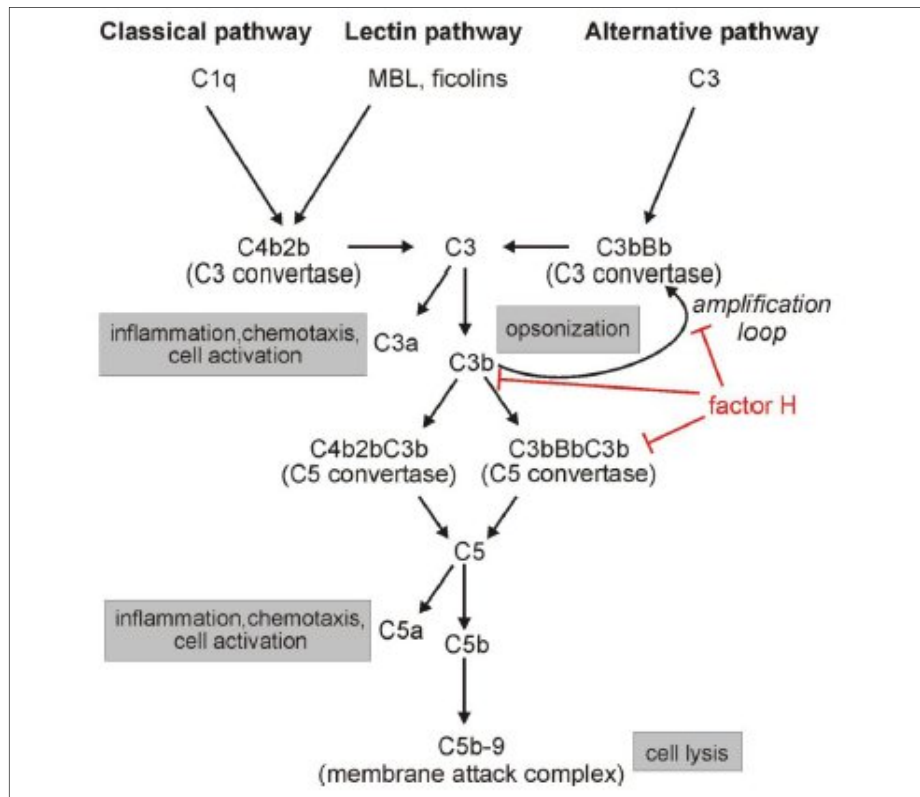 Classical pathway
Lectin pathway
Alternative pathway
C1q
MBL, ficolins
C3
C4b2b
(C3 convertase)
C3
C3bBb
(C3 convertase)
amplification
loop
inflammation,chemotaxis,
cell activation
C3a
opsonization
C3b
factor H
C4b2bC3b
(C5 convertase)
C3bBbC3b
(C5 convertase)
C5
inflammation,chemotaxis,
cell activation
C5a
C5b
C5b-9
(membrane attack complex)
cell lysis